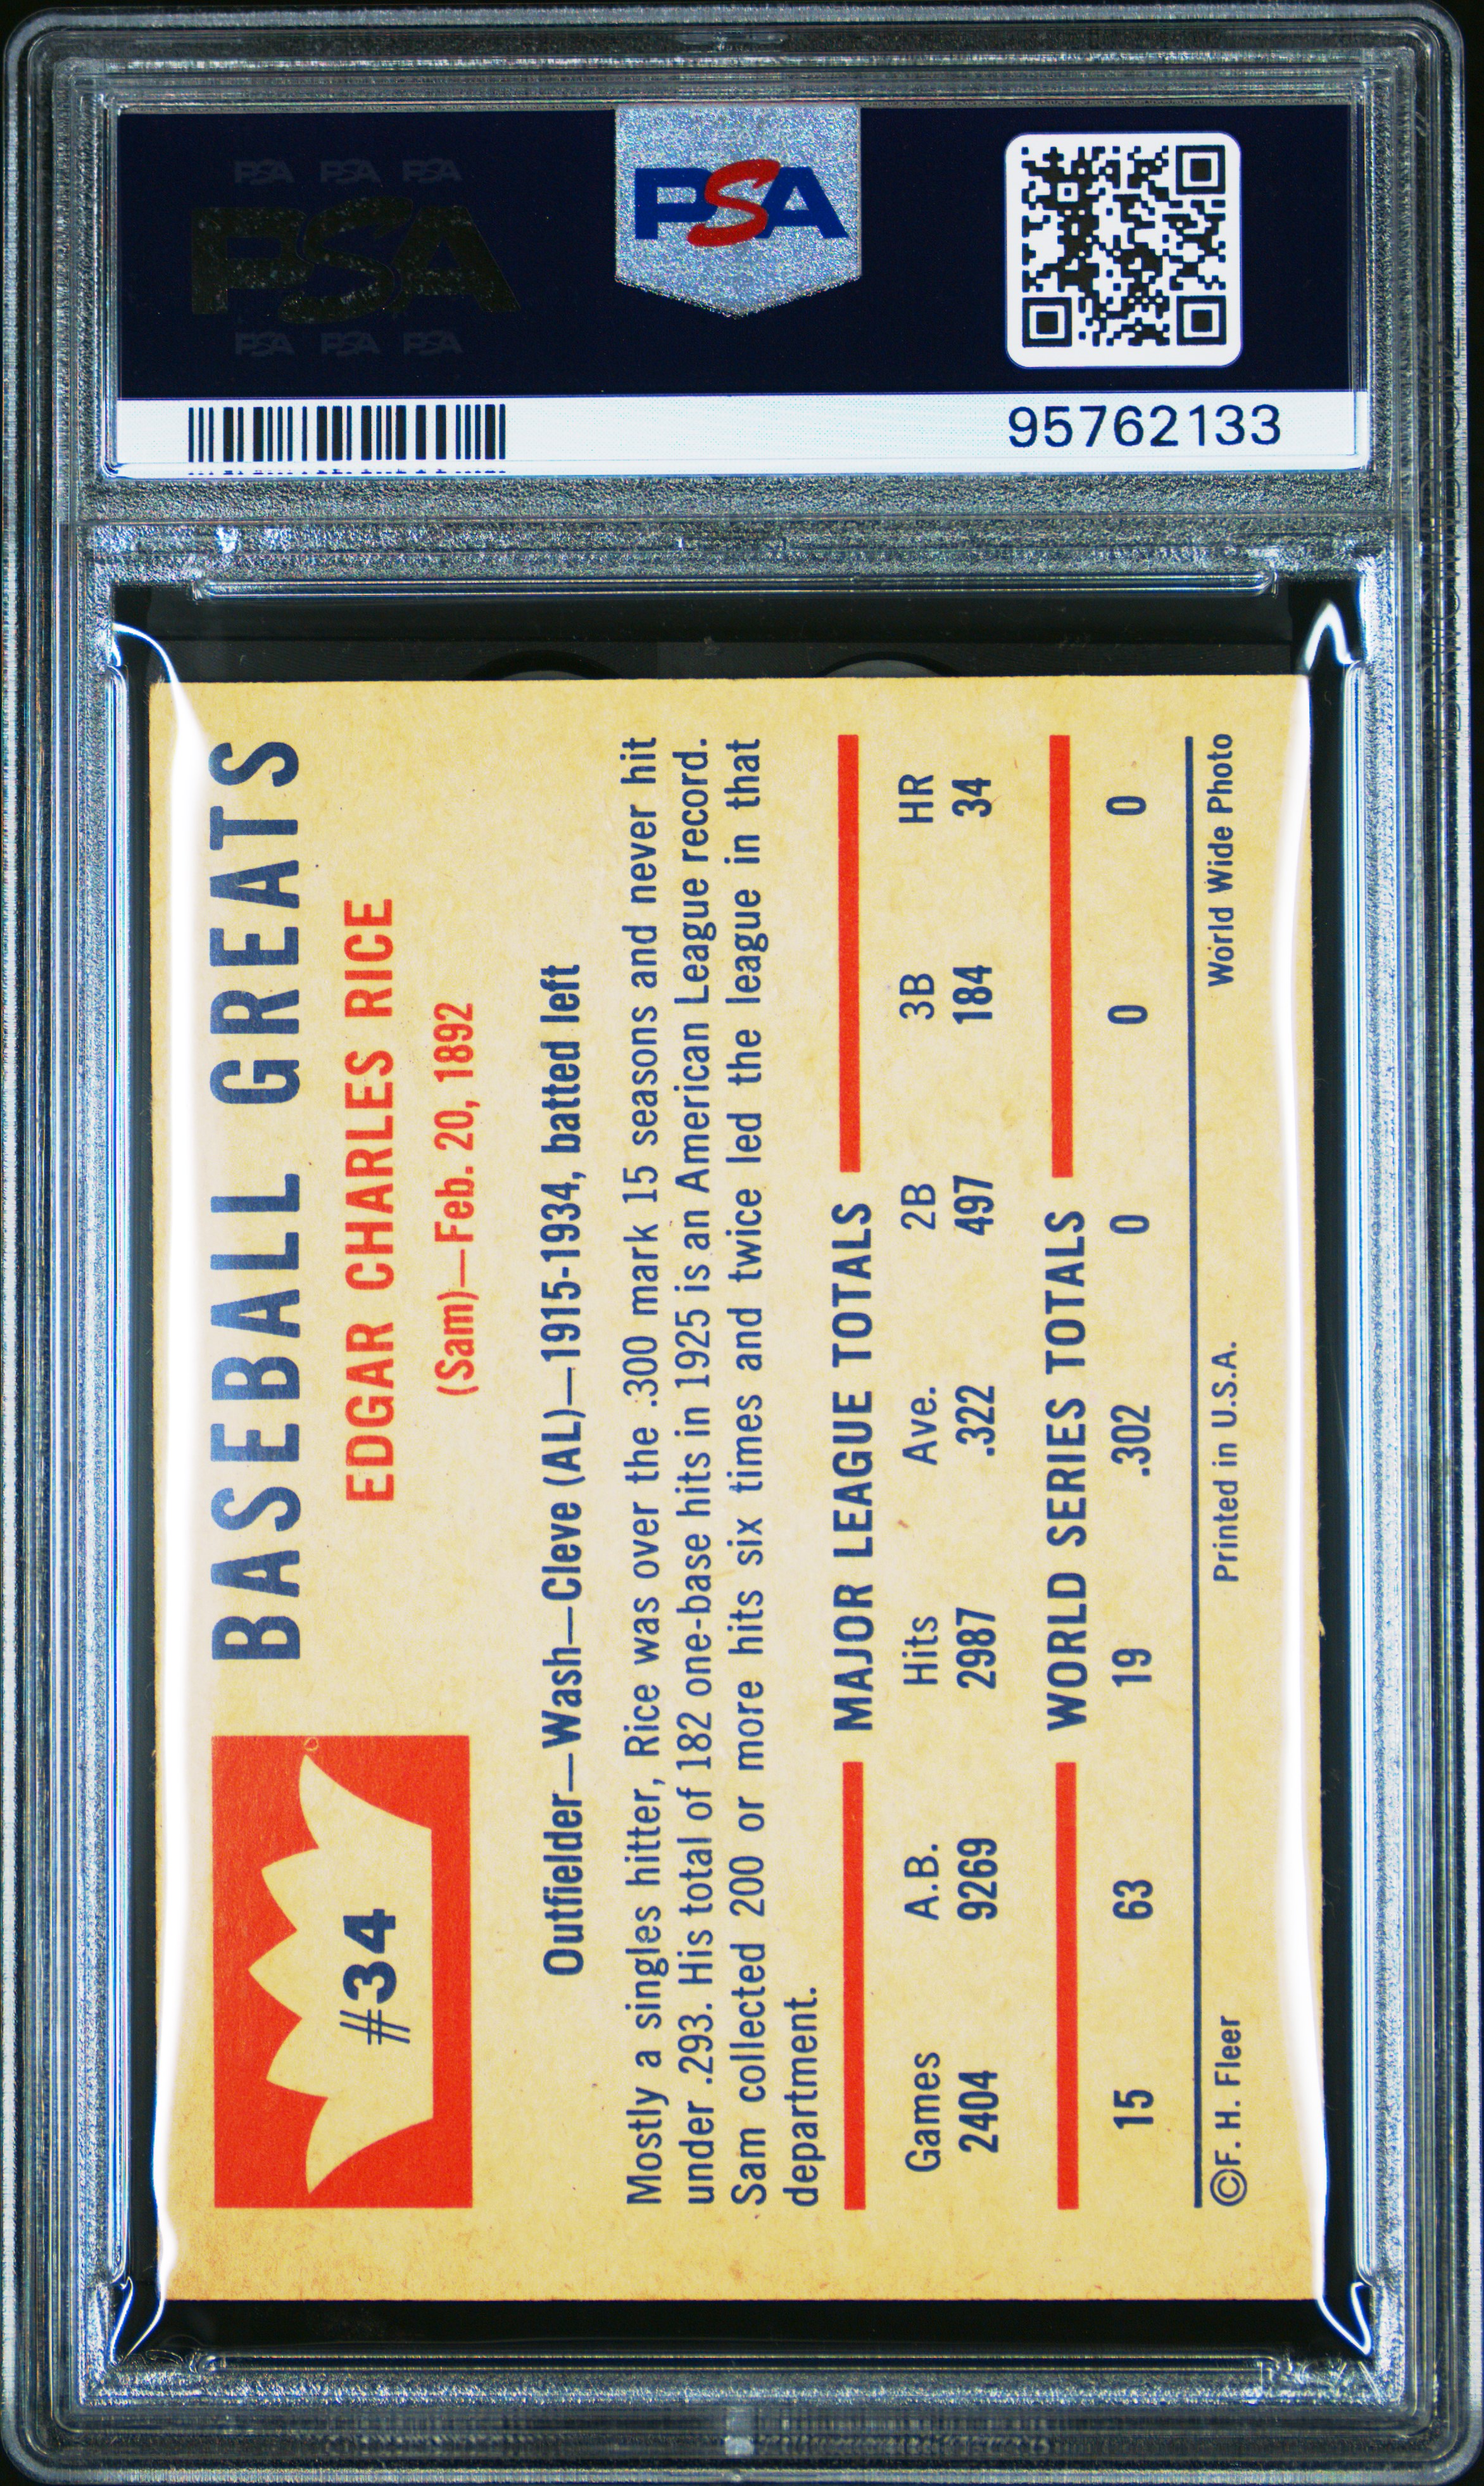 PSA PSA PSA
PSA
PSA PSA PSA
PSA
95762133
#34
BASEBALL GREATS
EDGAR CHARLES RICE
(Sam)—Feb. 20, 1892
Outfielder—Wash—Cleve (AL)—1915-1934, batted left
Mostly a singles hitter, Rice was over the .300 mark 15 seasons and never hit
under .293. His total of 182 one-base hits in 1925 is an American League record.
Sam collected 200 or more hits six times and twice led the league in that
department.
MAJOR LEAGUE TOTALS
Games A.B. Hits Ave. 2B 3B HR
2404 9269 2987 .322 497 184 34
WORLD SERIES TOTALS
15 63 19 .302 0 0 0
©F. H. Fleer Printed in U.S.A. World Wide Photo